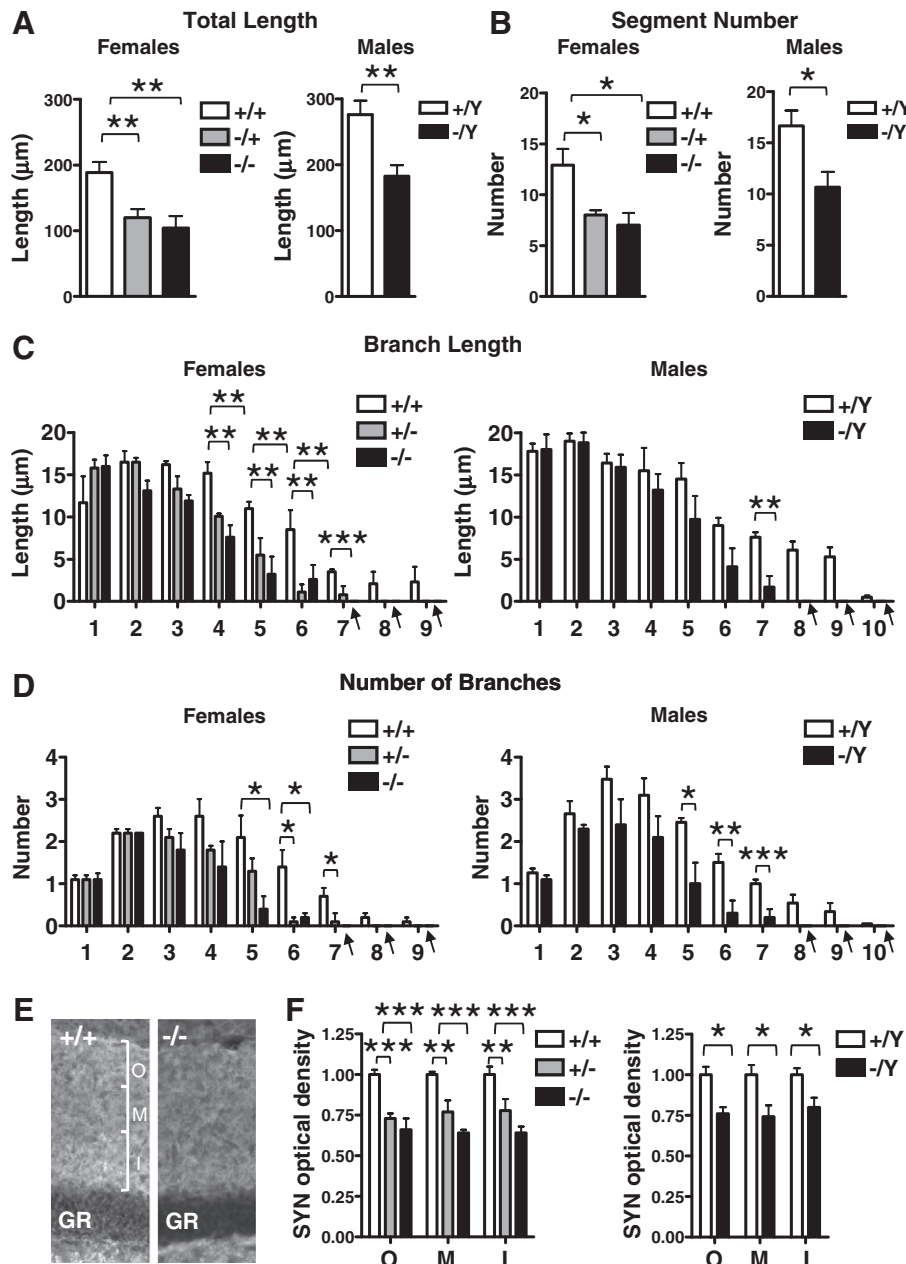 A Total Length
Females
Males
** ** **
Length (μm)
300
200
100
0
+/+
-/+
-/-
Length (μm)
300
200
100
0
+/Y
-/Y
B Segment Number
Females
Males
* * *
Number
20
15
10
5
0
+/+
-/+
-/-
Number
20
15
10
5
0
+/Y
-/Y
C Branch Length
Females
** ** ** ** ** ** ***
+/+
+/-
-/-
Length (μm)
20
15
10
5
0
1 2 3 4 5 6 7 8 9
Males
**
+/Y
-/Y
Length (μm)
20
15
10
5
0
1 2 3 4 5 6 7 8 9 10
D Number of Branches
Females
* * * *
+/+
+/-
-/-
Number
4
3
2
1
0
1 2 3 4 5 6 7 8 9
Males
* ** ***
+/Y
-/Y
Number
4
3
2
1
0
1 2 3 4 5 6 7 8 9 10
E
+/+
O
M
I
GR
-/-
GR
F
*** *** ***
*** ** **
+/+
+/-
-/-
SYN optical density
1.25
1.00
0.75
0.50
0.25
0.00
O M I
* * *
+/Y
-/Y
SYN optical density
1.25
1.00
0.75
0.50
0.25
0.00
O M I